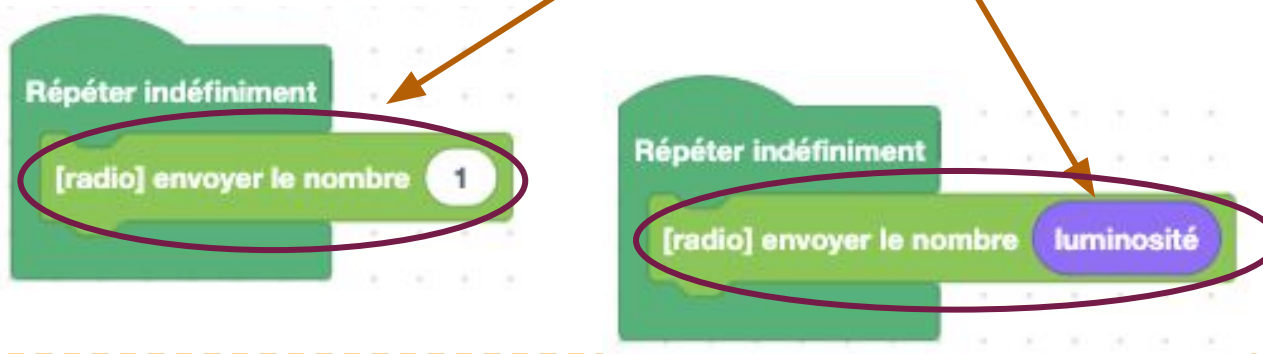 Répéter indéfiniment
[radio] envoyer le nombre 1
Répéter indéfiniment
[radio] envoyer le nombre luminosité